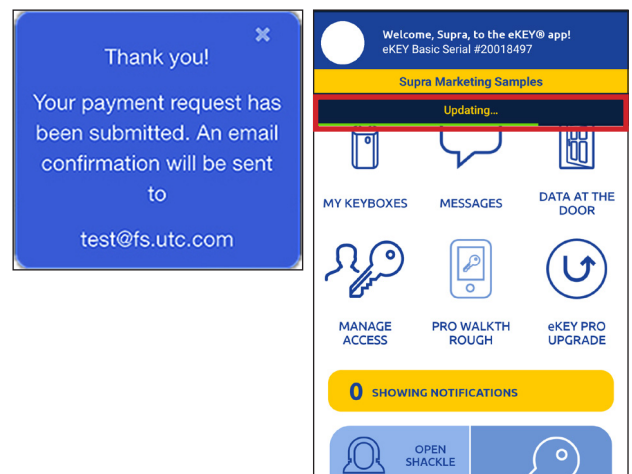 Thank you!
Your payment request has
been submitted. An email
confirmation will be sent
to
test@fs.utc.com
Welcome, Supra, to the eKEY® app!
eKEY Basic Serial #20018497
Supra Marketing Samples
Updating...
MY KEYBOXES
MESSAGES
DATA AT THE
DOOR
MANAGE
ACCESS
PRO WALKTH
ROUGH
eKEY PRO
UPGRADE
0 SHOWING NOTIFICATIONS
OPEN
SHACKLE